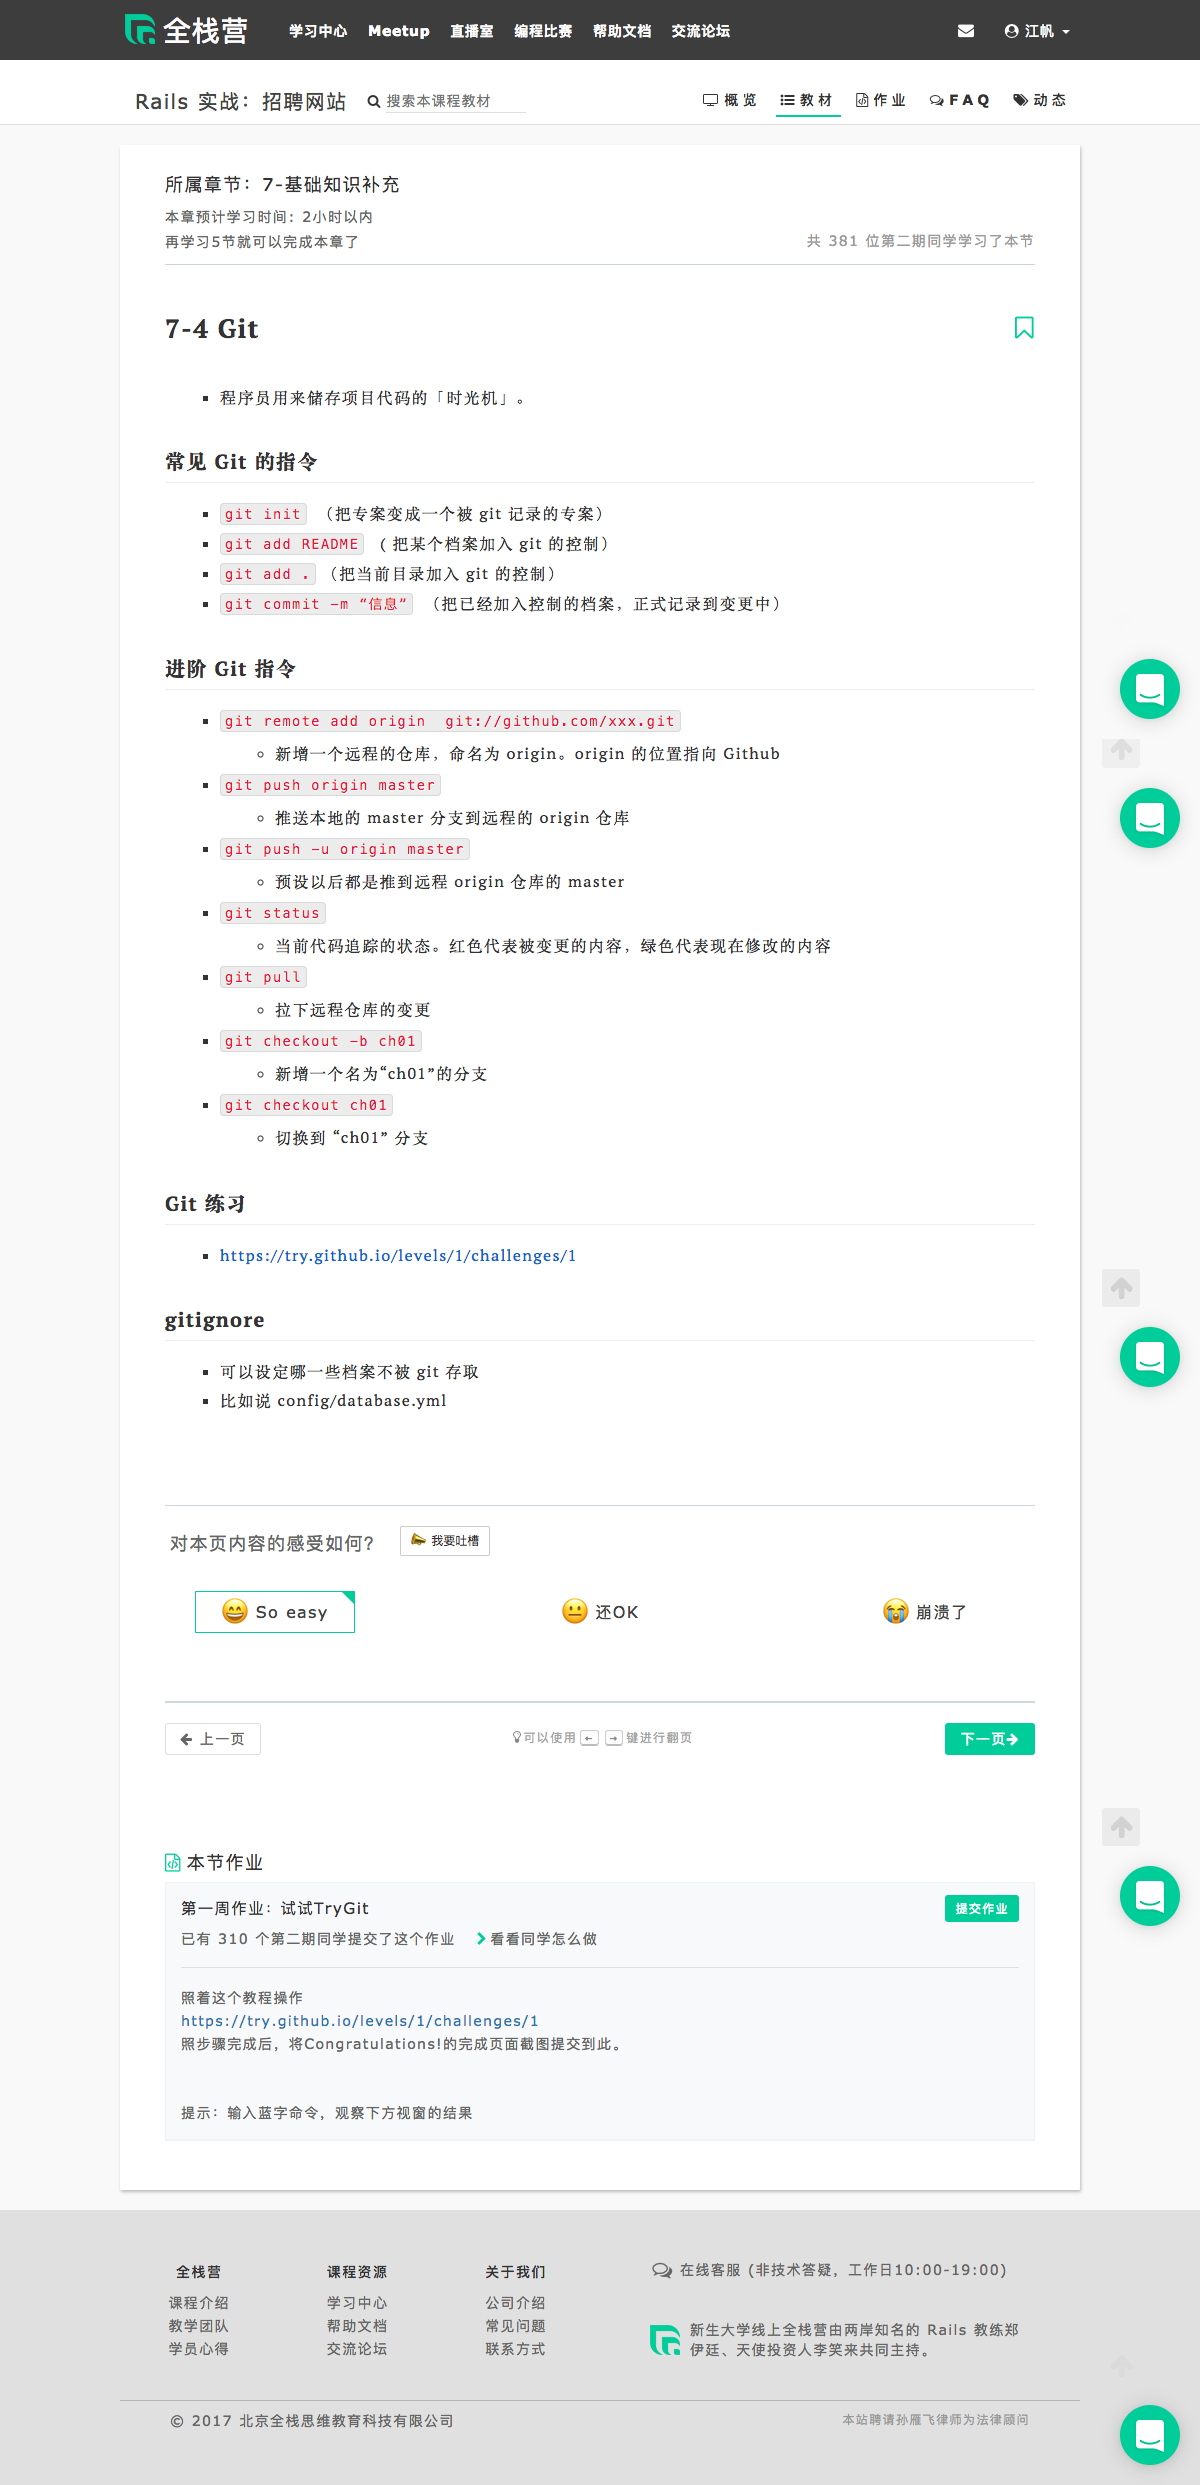 全栈营 学习中心 Meetup 直播室 编程比赛 帮助文档 交流论坛 江帆
Rails 实战：招聘网站 搜索本课程教材 概览 教材 作业 FAQ 动态
所属章节：7-基础知识补充
本章预计学习时间：2小时以内
再学习5节就可以完成本章了
共 381 位第二期同学学习了本节
7-4 Git
程序员用来储存项目代码的「时光机」。
常见 Git 的指令
git init （把专案变成一个被 git 记录的专案）
git add README （ 把某个档案加入 git 的控制）
git add . （把当前目录加入 git 的控制）
git commit -m “信息” （把已经加入控制的档案，正式记录到变更中）
进阶 Git 指令
git remote add origin  git://github.com/xxx.git
新增一个远程的仓库，命名为 origin。origin 的位置指向 Github
git push origin master
推送本地的 master 分支到远程的 origin 仓库
git push -u origin master
预设以后都是推到远程 origin 仓库的 master
git status
当前代码追踪的状态。红色代表被变更的内容，绿色代表现在修改的内容
git pull
拉下远程仓库的变更
git checkout -b ch01
新增一个名为“ch01”的分支
git checkout ch01
切换到 “ch01” 分支
Git 练习
https://try.github.io/levels/1/challenges/1
gitignore
可以设定哪一些档案不被 git 存取
比如说 config/database.yml
对本页内容的感受如何? 我要吐槽
So easy 还OK 崩溃了
上一页 可以使用 ← → 键进行翻页 下一页
本节作业
第一周作业：试试TryGit 提交作业
已有 310 个第二期同学提交了这个作业 看看同学怎么做
照着这个教程操作
https://try.github.io/levels/1/challenges/1
照步骤完成后，将Congratulations!的完成页面截图提交到此。
提示：输入蓝字命令，观察下方视窗的结果
全栈营
课程介绍
教学团队
学员心得
课程资源
学习中心
帮助文档
交流论坛
关于我们
公司介绍
常见问题
联系方式
在线客服 (非技术答疑，工作日10:00-19:00)
新生大学线上全栈营由两岸知名的 Rails 教练郑
伊廷、天使投资人李笑来共同主持。
© 2017 北京全栈思维教育科技有限公司
本站聘请孙雁飞律师为法律顾问